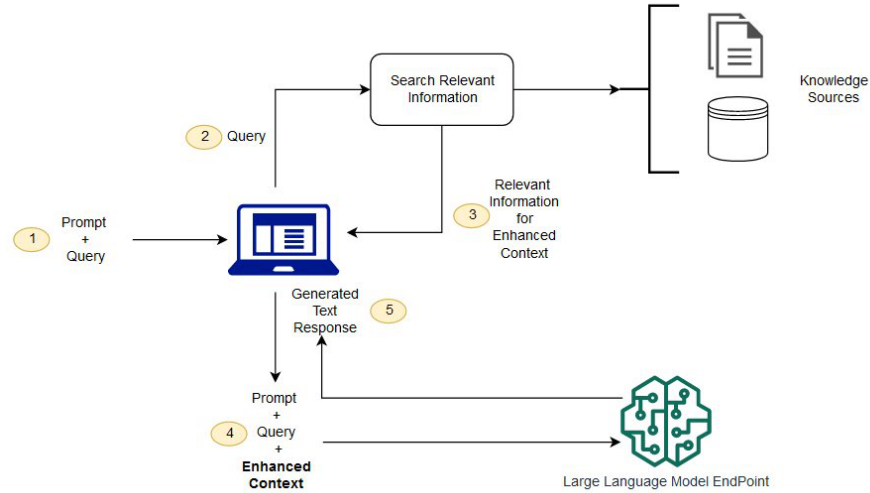 Search Relevant
Information
Knowledge
Sources
2
Query
1
Prompt
+
Query
3
Relevant
Information
for
Enhanced
Context
Generated
Text
Response
5
4
Prompt
+
Query
+
Enhanced
Context
Large Language Model EndPoint